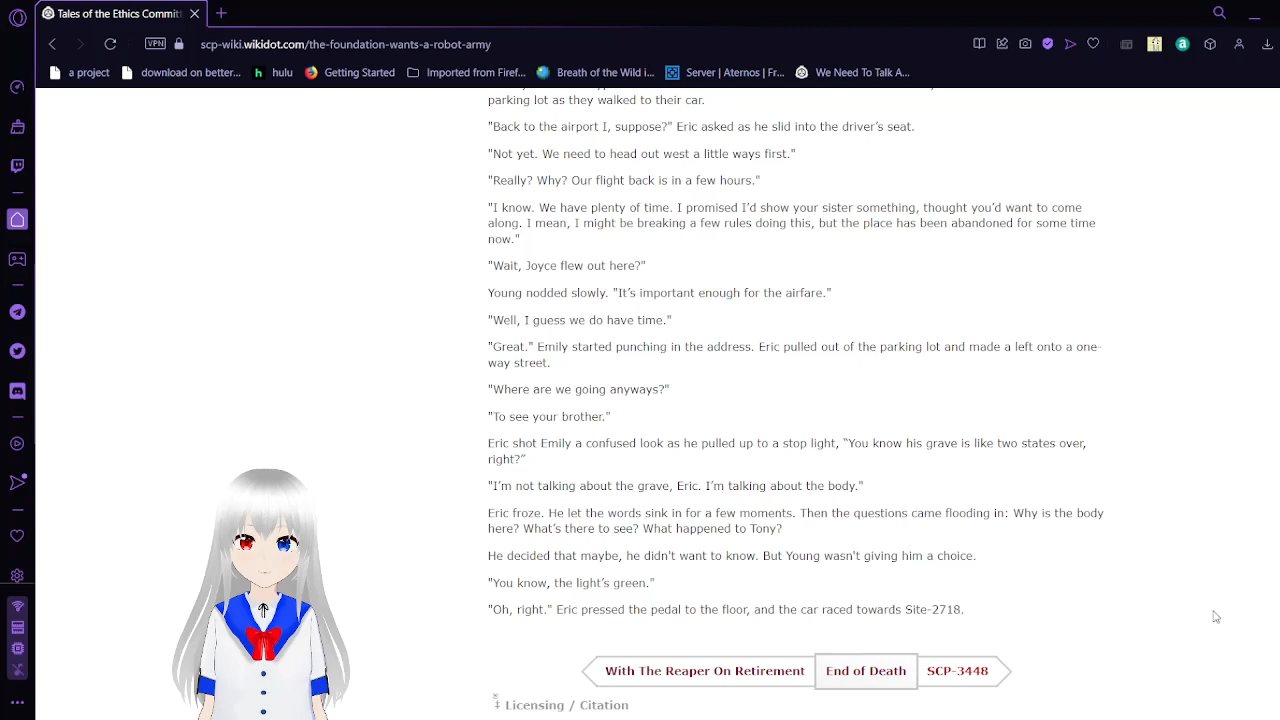 Tales of the Ethics Committ
scp-wiki.wikidot.com/the-foundation-wants-a-robot-army
VPN
a project
download on better...
hulu
Getting Started
Imported from Firef...
Breath of the Wild i...
Server | Aternos | Fr...
We Need To Talk A...
parking lot as they walked to their car.
"Back to the airport I, suppose?" Eric asked as he slid into the driver’s seat.
"Not yet. We need to head out west a little ways first."
"Really? Why? Our flight back is in a few hours."
"I know. We have plenty of time. I promised I’d show your sister something, thought you’d want to come
along. I mean, I might be breaking a few rules doing this, but the place has been abandoned for some time
now."
"Wait, Joyce flew out here?"
Young nodded slowly. "It’s important enough for the airfare."
"Well, I guess we do have time."
"Great." Emily started punching in the address. Eric pulled out of the parking lot and made a left onto a one-
way street.
"Where are we going anyways?"
"To see your brother."
Eric shot Emily a confused look as he pulled up to a stop light, “You know his grave is like two states over,
right?”
"I’m not talking about the grave, Eric. I’m talking about the body."
Eric froze. He let the words sink in for a few moments. Then the questions came flooding in: Why is the body
here? What’s there to see? What happened to Tony?
He decided that maybe, he didn't want to know. But Young wasn't giving him a choice.
"You know, the light’s green."
"Oh, right." Eric pressed the pedal to the floor, and the car raced towards Site-2718.
With The Reaper On Retirement
End of Death
SCP-3448
‡ Licensing / Citation